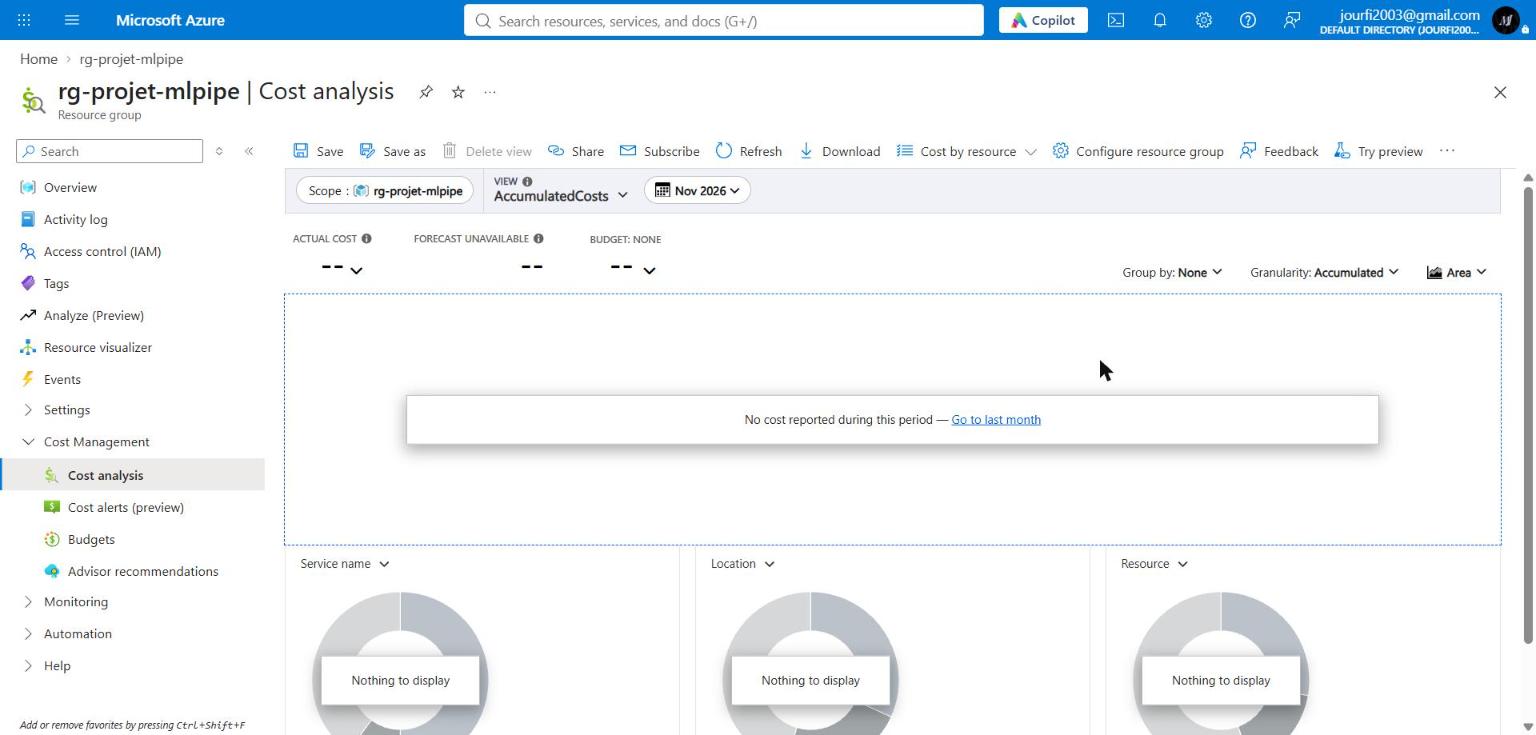 Microsoft Azure
Search resources, services, and docs (G+/)
Copilot
jourfi2003@gmail.com
DEFAULT DIRECTORY (JOURFI200...
Home > rg-projet-mlpipe
rg-projet-mlpipe | Cost analysis
Resource group
Search
Save
Save as
Delete view
Share
Subscribe
Refresh
Download
Cost by resource
Configure resource group
Feedback
Try preview
Overview
Activity log
Access control (IAM)
Tags
Analyze (Preview)
Resource visualizer
Events
Settings
Cost Management
Cost analysis
Cost alerts (preview)
Budgets
Advisor recommendations
Monitoring
Automation
Help
Add or remove favorites by pressing Ctrl+Shift+F
Scope : rg-projet-mlpipe
VIEW
AccumulatedCosts
Nov 2026
ACTUAL COST
--
FORECAST UNAVAILABLE
--
BUDGET: NONE
--
Group by: None
Granularity: Accumulated
Area
No cost reported during this period — Go to last month
Service name
Location
Resource
Nothing to display
Nothing to display
Nothing to display